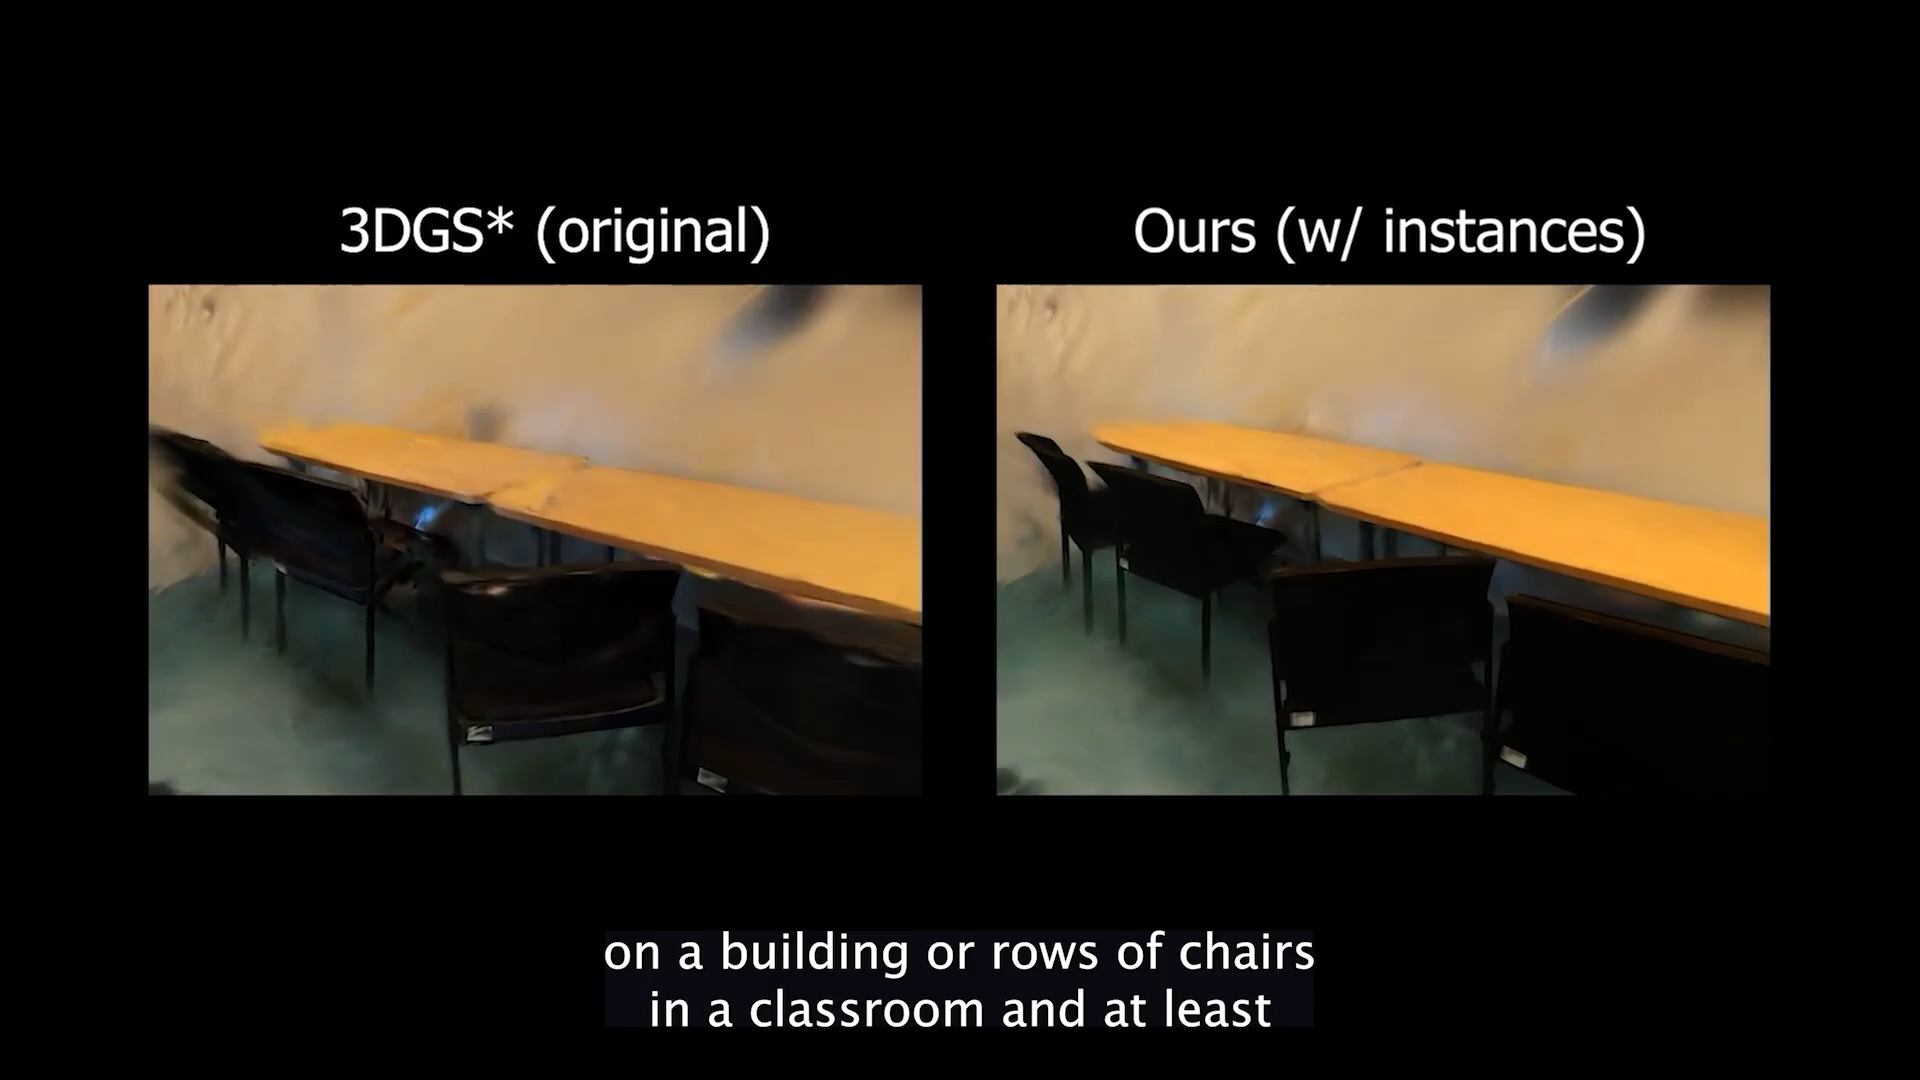 3DGS* (original)
Ours (w/ instances)
on a building or rows of chairs
in a classroom and at least